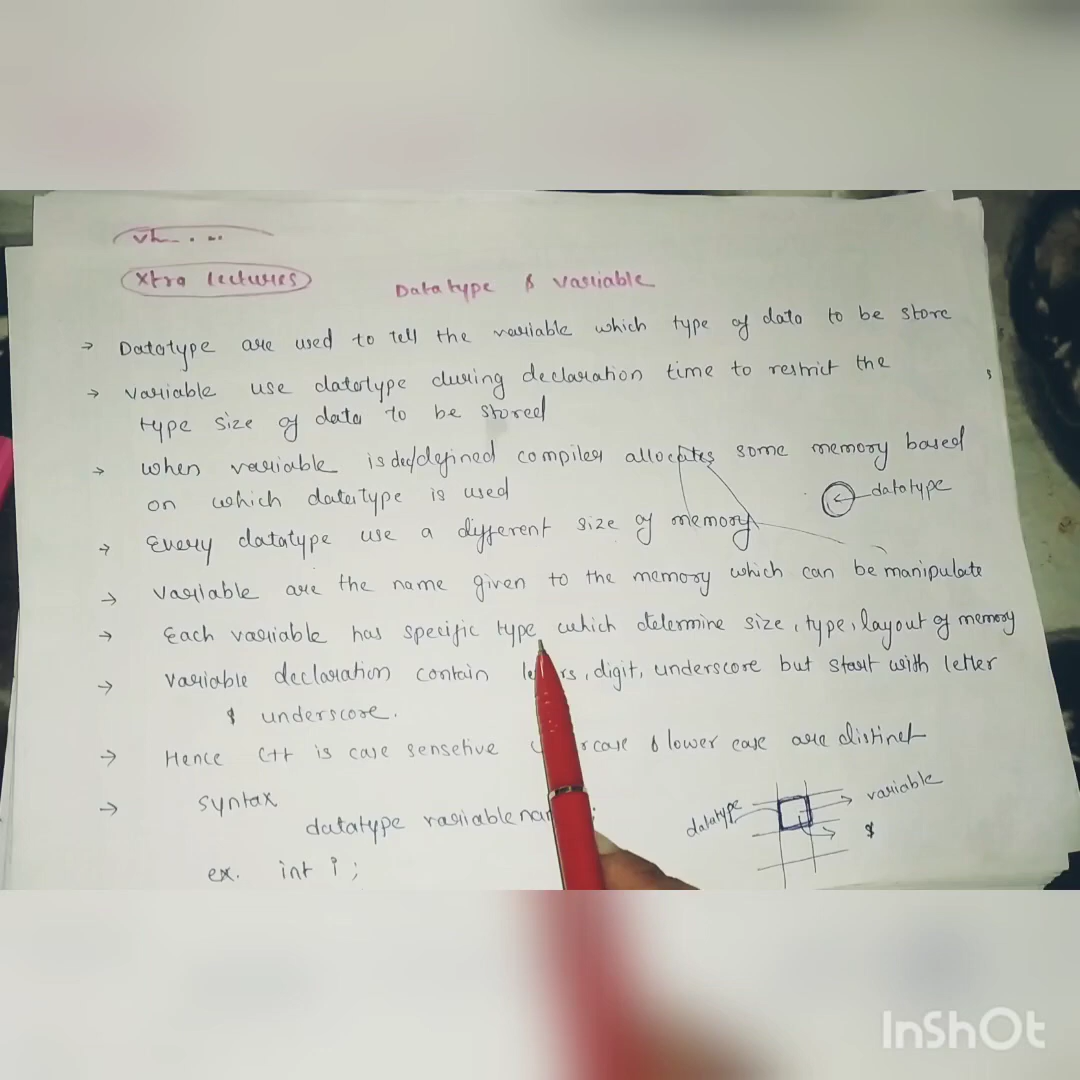 Xtra lectures
Datatype & variable
→ Datatype are used to tell the variable which type of data to be store
→ variable use datatype during declaration time to restrict the
type size of data to be stored
→ when variable is dec/defined compiler allocates some memory based
on which datatype is used
datatype
→ Every datatype use a different size of memory
→ variable are the name given to the memory which can be manipulate
→ Each variable has specific type which determine size, type, layout of memory
→ variable declaration contain , digit, underscore but start with letter
& underscore.
→ Hence C++ is case sensetive & lower case are distinct
→ syntax
datatype variable
datatype
variable
ex. int i;
InShOt